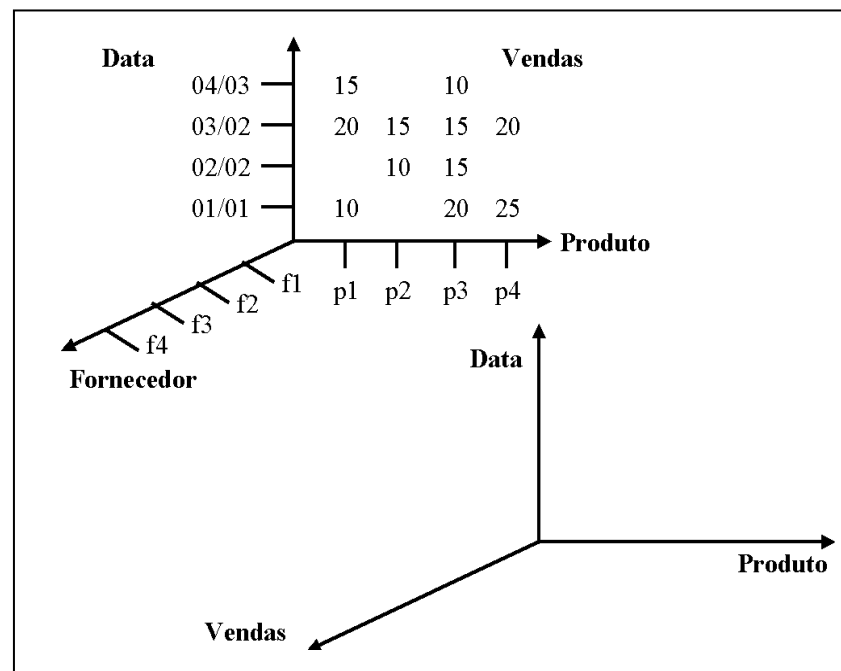 Data Vendas
04/03 15 10
03/02 20 15 15 20
02/02 10 15
01/01 10 20 25
Produto
f1 p1 p2 p3 p4
f2
f3
f4
Fornecedor
Data
Produto
Vendas